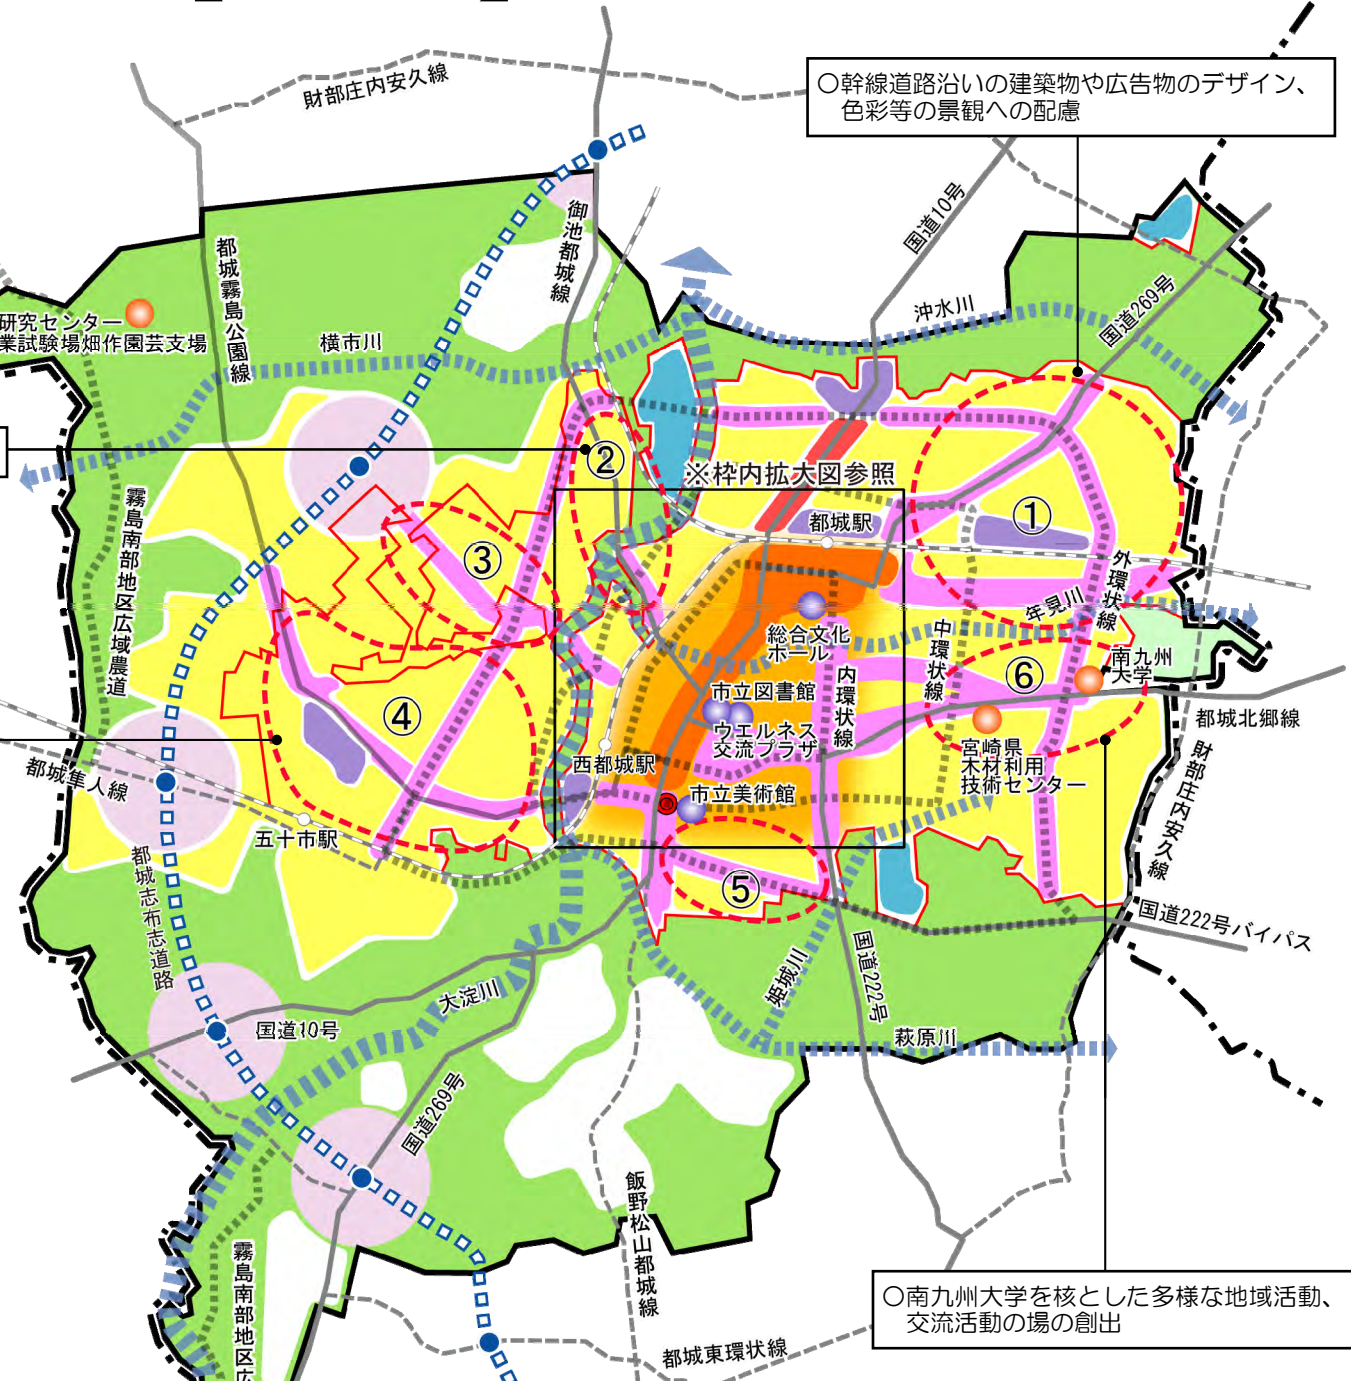 ○幹線道路沿いの建築物や広告物のデザイン、
色彩等の景観への配慮
財部庄内安久線
御池都城線
国道10号
都城霧島公園線
沖水川
国道269号
研究センター
業試験場畑作園芸支場
横市川
②
※枠内拡大図参照
①
都城駅
霧島南部地区広域農道
③
外環状線
年見川
中環状線
総合文化
ホール
南九州
大学
⑥
内環状線
市立図書館
ウエルネス
交流プラザ
④
都城北郷線
西都城駅
宮崎県
木材利用
技術センター
財部庄内安久線
都城隼人線
市立美術館
五十市駅
都城志布志道路
⑤
国道222号バイパス
姫城川
国道222号
大淀川
国道10号
萩原川
国道269号
飯野松山都城線
霧島南部地区広
○南九州大学を核とした多様な地域活動、
交流活動の場の創出
都城東環状線